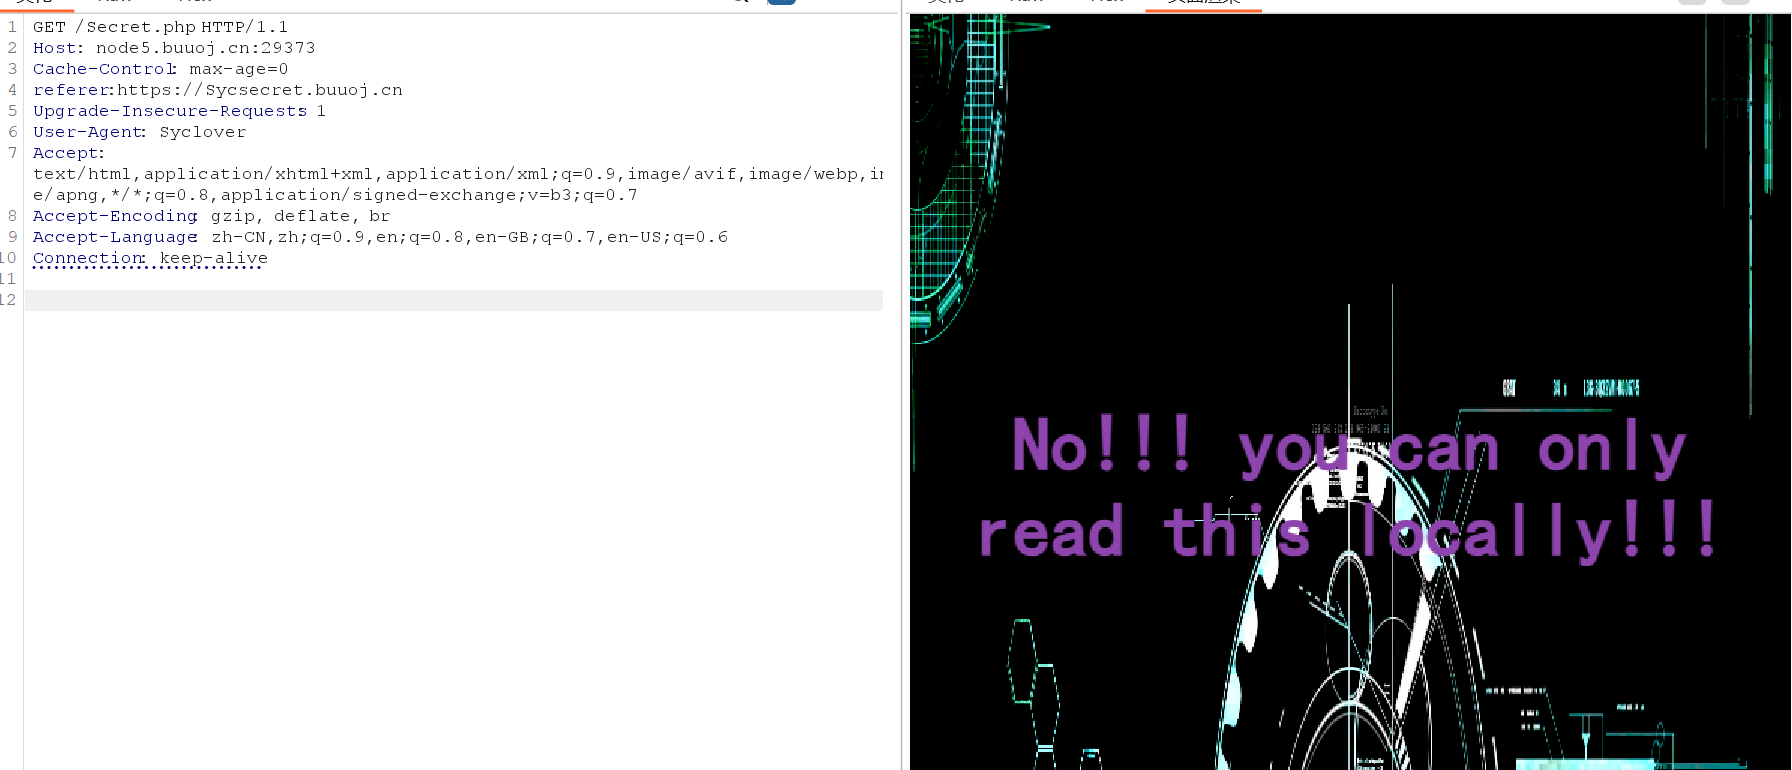 1 GET /Secret.php HTTP/1.1
2 Host: node5.buuoj.cn:29373
3 Cache-Control: max-age=0
4 referer:https://Sycsecret.buuoj.cn
5 Upgrade-Insecure-Requests: 1
6 User-Agent: Syclover
7 Accept:
text/html,application/xhtml+xml,application/xml;q=0.9,image/avif,image/webp,im
e/apng,*/*;q=0.8,application/signed-exchange;v=b3;q=0.7
8 Accept-Encoding: gzip, deflate, br
9 Accept-Language: zh-CN,zh;q=0.9,en;q=0.8,en-GB;q=0.7,en-US;q=0.6
10 Connection: keep-alive
11
12
No!!! you can only
read this locally!!!